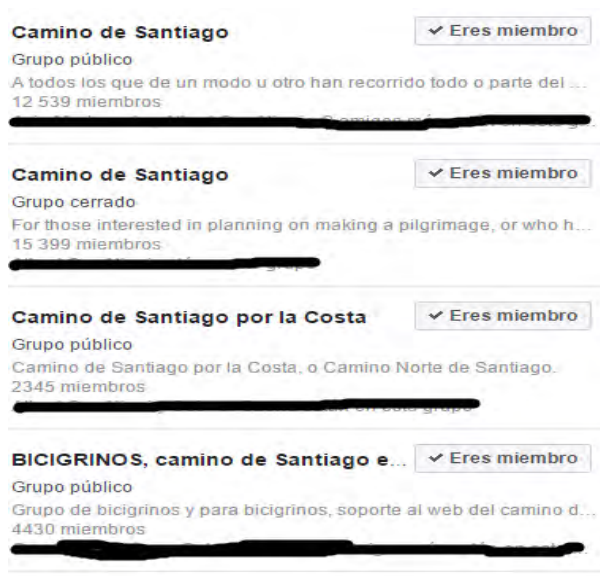 Camino de Santiago
✓ Eres miembro
Grupo público
A todos los que de un modo u otro han recorrido todo o parte del ...
12 539 miembros
Camino de Santiago
✓ Eres miembro
Grupo cerrado
For those interested in planning on making a pilgrimage, or who h...
15 399 miembros
Camino de Santiago por la Costa
✓ Eres miembro
Grupo público
Camino de Santiago por la Costa, o Camino Norte de Santiago.
2345 miembros
BICIGRINOS, camino de Santiago e...
✓ Eres miembro
Grupo público
Grupo de bicigrinos y para bicigrinos, soporte al web del camino d...
4430 miembros